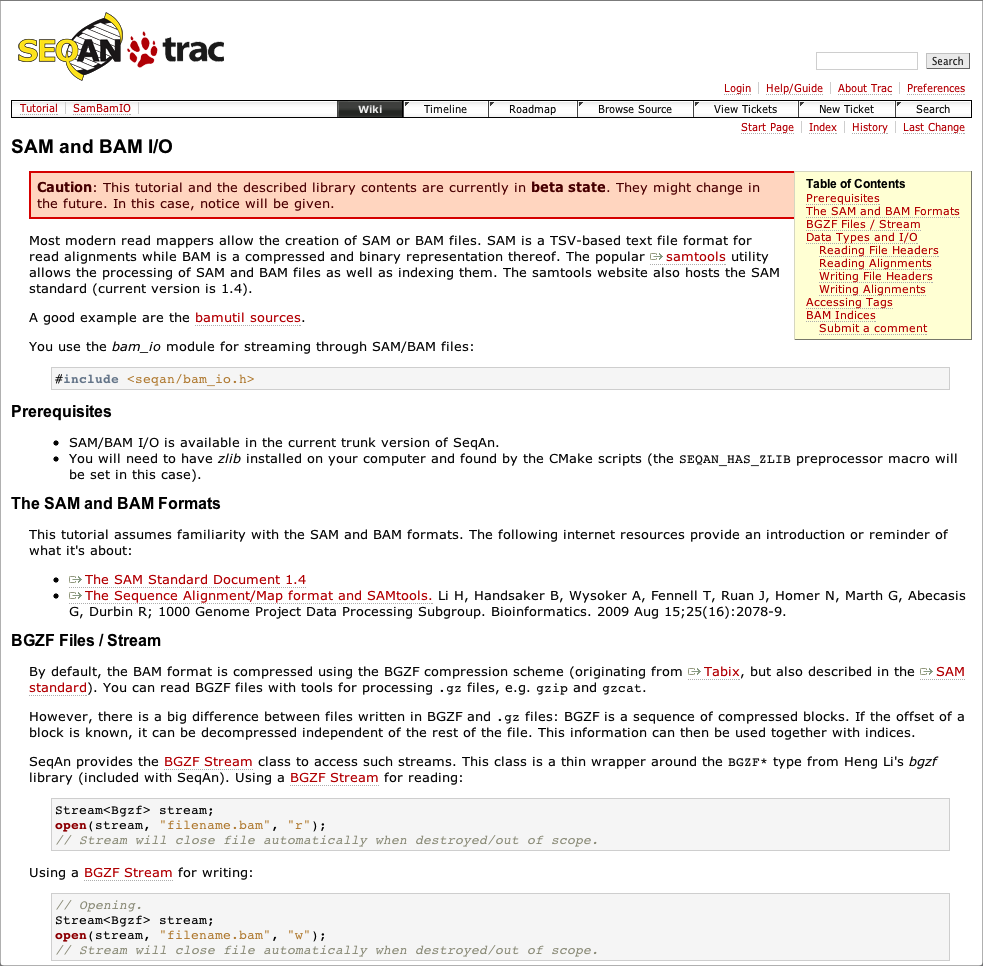 SEQAN trac
Search
Login Help/Guide About Trac Preferences
Tutorial SamBamIO Wiki Timeline Roadmap Browse Source View Tickets New Ticket Search
Start Page Index History Last Change
SAM and BAM I/O
Caution: This tutorial and the described library contents are currently in beta state. They might change in
the future. In this case, notice will be given.
Table of Contents
Prerequisites
The SAM and BAM Formats
BGZF Files / Stream
Data Types and I/O
Reading File Headers
Reading Alignments
Writing File Headers
Writing Alignments
Accessing Tags
BAM Indices
Submit a comment
Most modern read mappers allow the creation of SAM or BAM files. SAM is a TSV-based text file format for
read alignments while BAM is a compressed and binary representation thereof. The popular samtools utility
allows the processing of SAM and BAM files as well as indexing them. The samtools website also hosts the SAM
standard (current version is 1.4).
A good example are the bamutil sources.
You use the bam_io module for streaming through SAM/BAM files:
#include <seqan/bam_io.h>
Prerequisites
• SAM/BAM I/O is available in the current trunk version of SeqAn.
• You will need to have zlib installed on your computer and found by the CMake scripts (the SEQAN_HAS_ZLIB preprocessor macro will
be set in this case).
The SAM and BAM Formats
This tutorial assumes familiarity with the SAM and BAM formats. The following internet resources provide an introduction or reminder of
what it's about:
• The SAM Standard Document 1.4
• The Sequence Alignment/Map format and SAMtools. Li H, Handsaker B, Wysoker A, Fennell T, Ruan J, Homer N, Marth G, Abecasis
G, Durbin R; 1000 Genome Project Data Processing Subgroup. Bioinformatics. 2009 Aug 15;25(16):2078-9.
BGZF Files / Stream
By default, the BAM format is compressed using the BGZF compression scheme (originating from Tabix, but also described in the SAM
standard). You can read BGZF files with tools for processing .gz files, e.g. gzip and gzcat.
However, there is a big difference between files written in BGZF and .gz files: BGZF is a sequence of compressed blocks. If the offset of a
block is known, it can be decompressed independent of the rest of the file. This information can then be used together with indices.
SeqAn provides the BGZF Stream class to access such streams. This class is a thin wrapper around the BGZF* type from Heng Li's bgzf
library (included with SeqAn). Using a BGZF Stream for reading:
Stream<Bgzf> stream;
open(stream, "filename.bam", "r");
// Stream will close file automatically when destroyed/out of scope.
Using a BGZF Stream for writing:
// Opening.
Stream<Bgzf> stream;
open(stream, "filename.bam", "w");
// Stream will close file automatically when destroyed/out of scope.